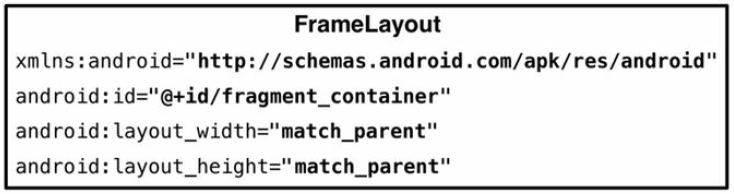 FrameLayout
xmlns:android="http://schemas.android.com/apk/res/android"
android:id="@+id/fragment_container"
android:layout_width="match_parent"
android:layout_height="match_parent"